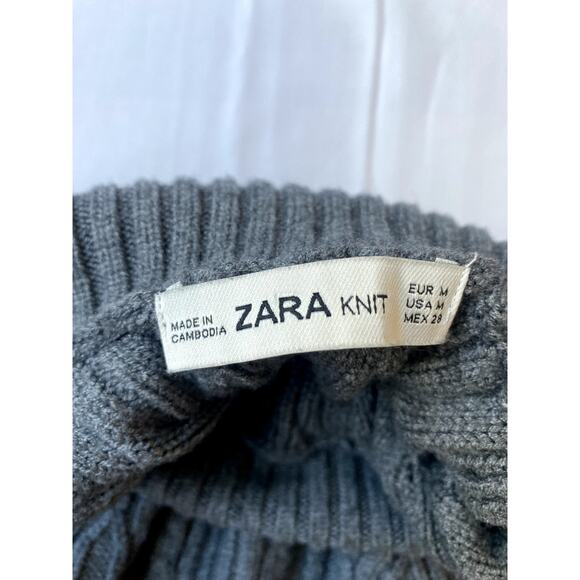 MADE IN
CAMBODIA
ZARA KNIT
EUR M
USA M
MEX 28